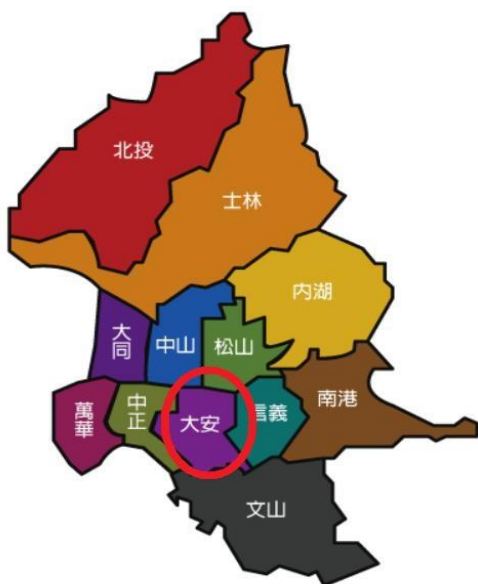 北投
士林
內湖
大同
中山
松山
萬華
中正
大安
信義
南港
文山